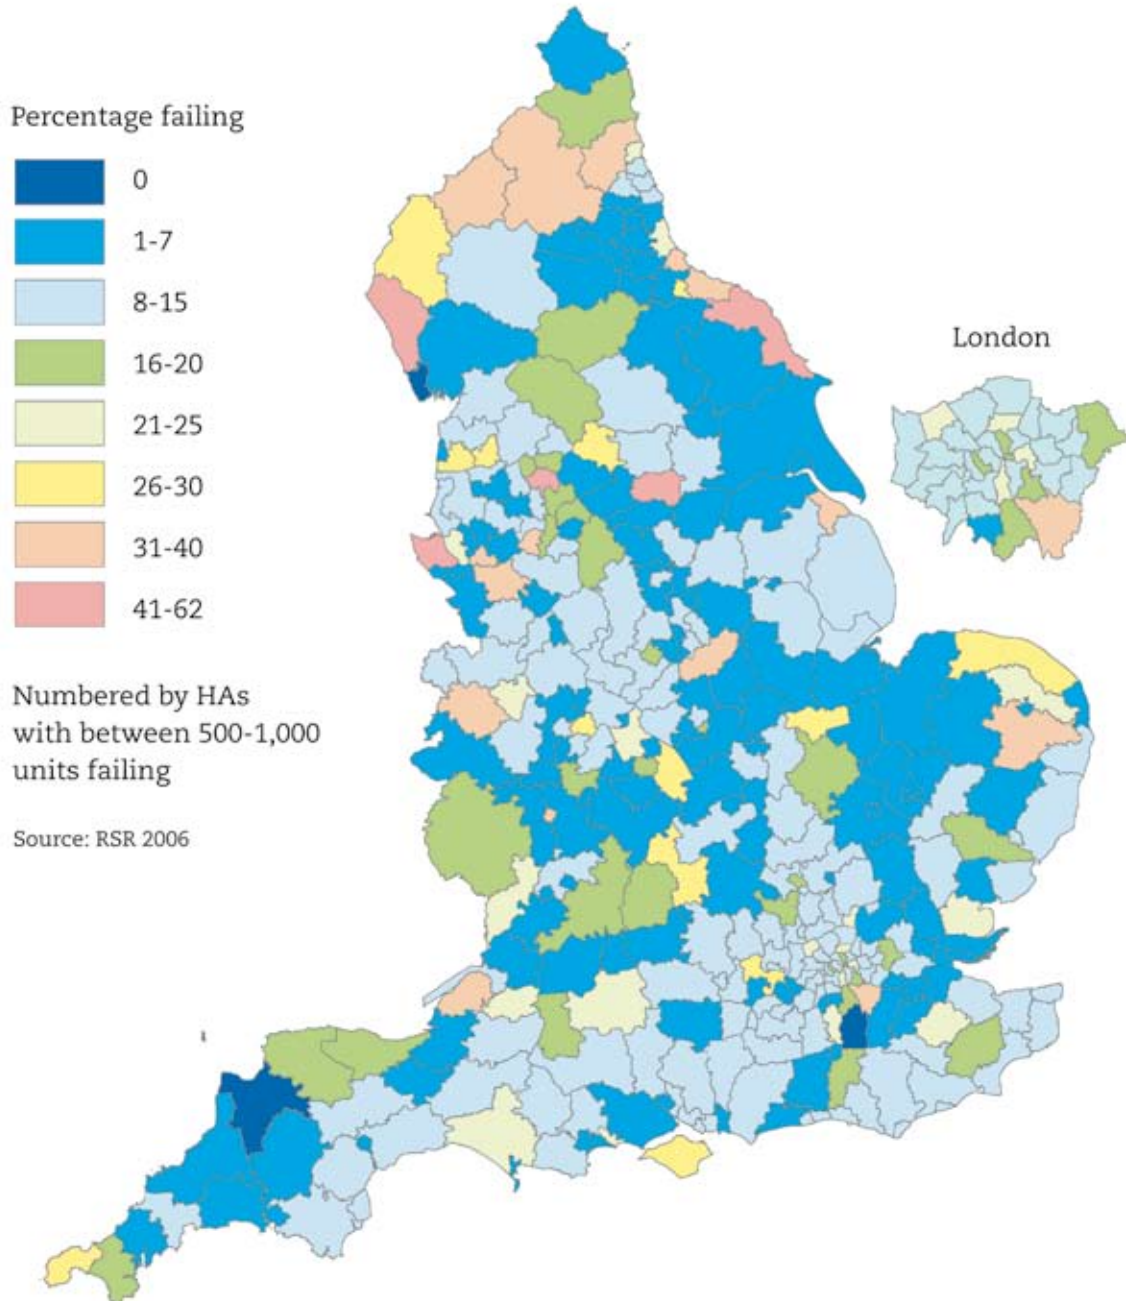 Percentage failing
0
1-7
8-15
16-20
21-25
26-30
31-40
41-62
Numbered by HAs
with between 500-1,000
units failing
Source: RSR 2006
London